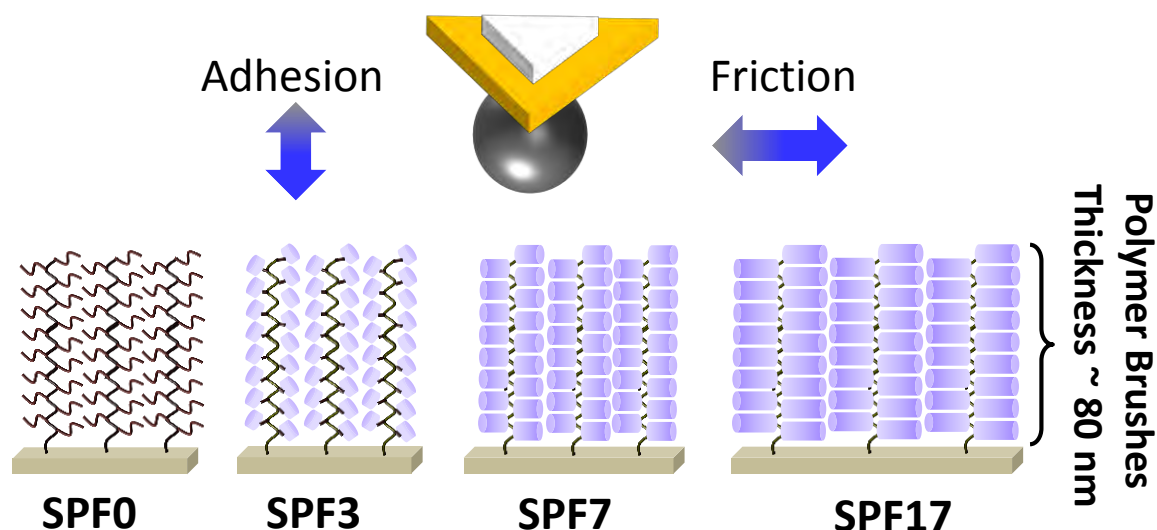 Adhesion
Friction
Polymer Brushes
Thickness ~ 80 nm
SPF0
SPF3
SPF7
SPF17